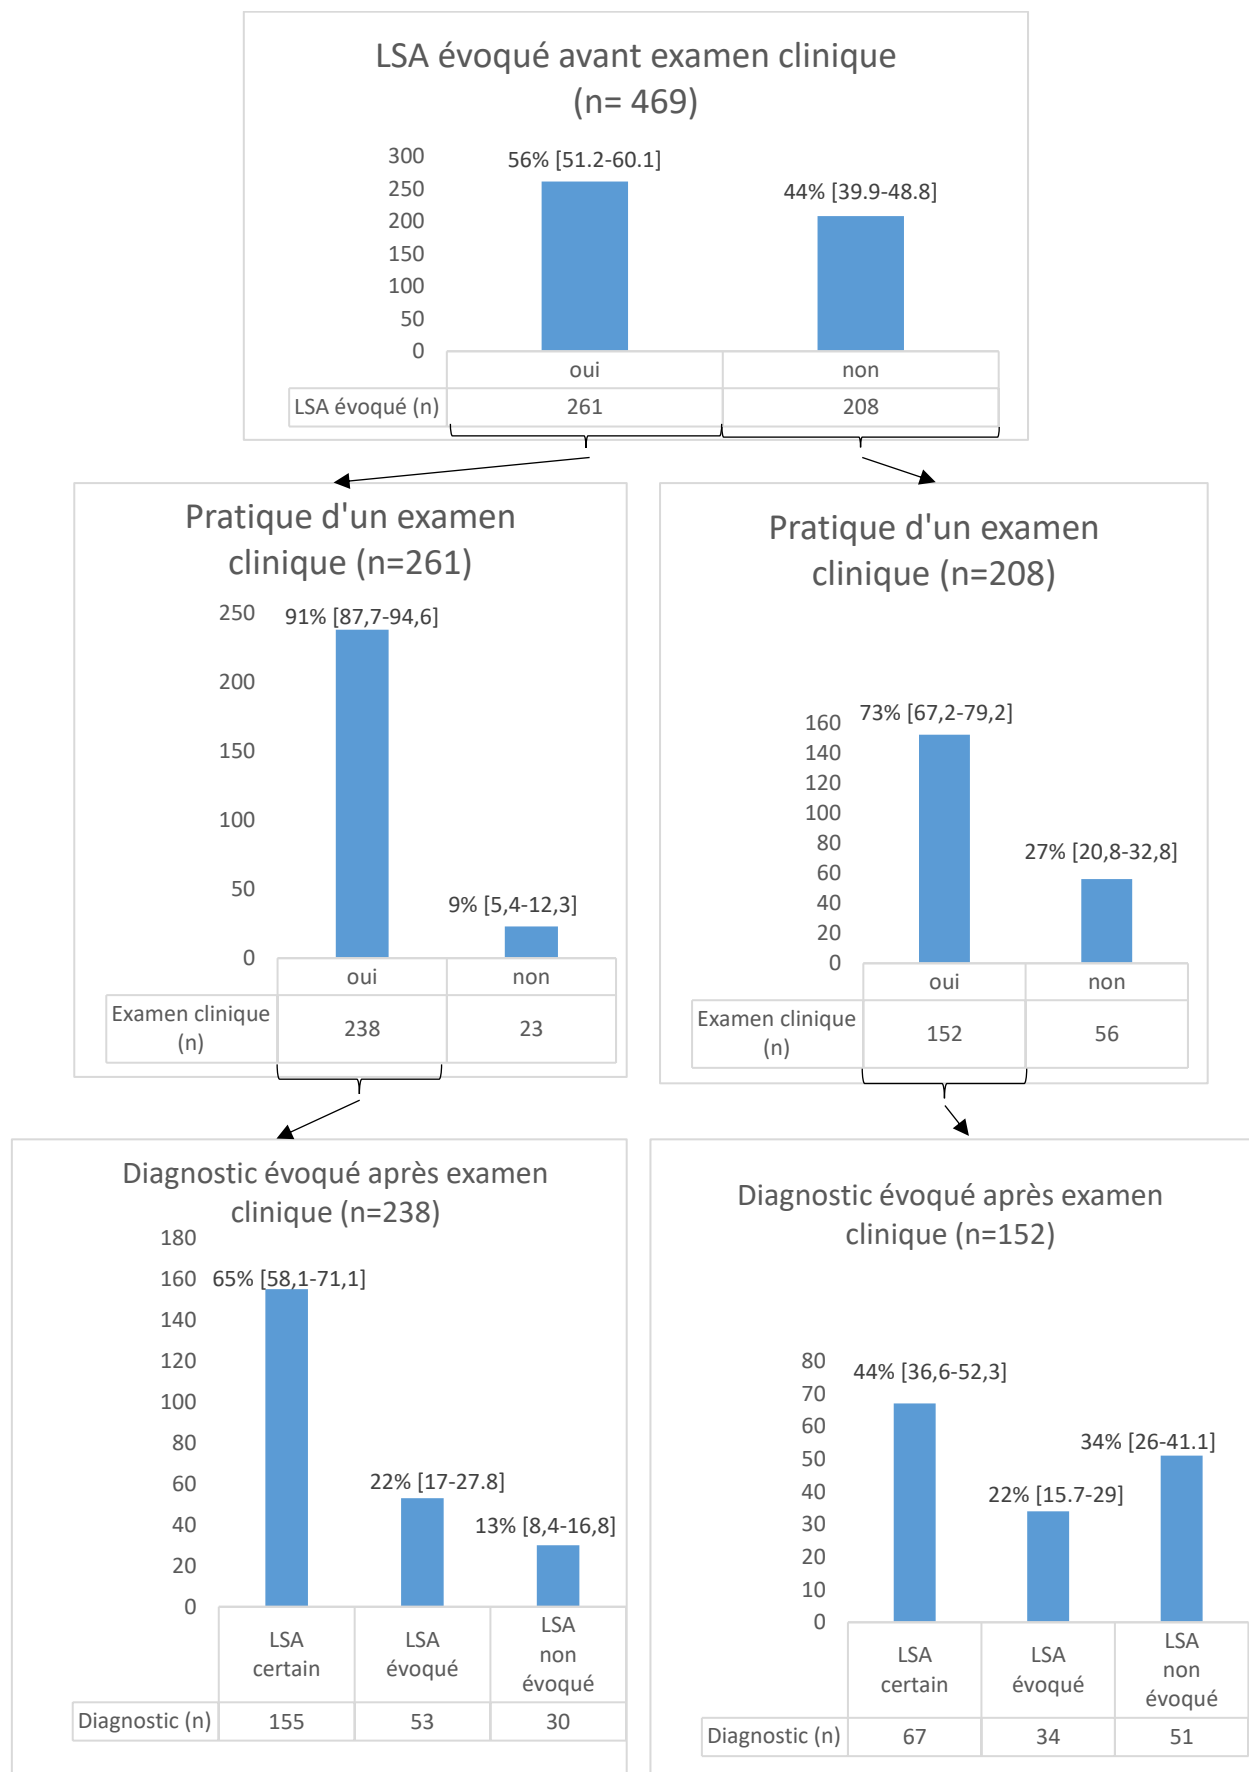 LSA évoqué avant examen clinique
(n= 469)
300
250
200
150
100
50
0
56% [51.2-60.1]
44% [39.9-48.8]
oui
non
LSA évoqué (n)
261
208
Pratique d'un examen
clinique (n=261)
250
200
150
100
50
0
91% [87,7-94,6]
9% [5,4-12,3]
oui
non
Examen clinique
(n)
238
23
Pratique d'un examen
clinique (n=208)
160
140
120
100
80
60
40
20
0
73% [67,2-79,2]
27% [20,8-32,8]
oui
non
Examen clinique
(n)
152
56
Diagnostic évoqué après examen
clinique (n=238)
180
160
140
120
100
80
60
40
20
0
65% [58,1-71,1]
22% [17-27.8]
13% [8,4-16,8]
LSA
certain
LSA
évoqué
LSA
non
évoqué
Diagnostic (n)
155
53
30
Diagnostic évoqué après examen
clinique (n=152)
80
70
60
50
40
30
20
10
0
44% [36,6-52,3]
22% [15.7-29]
34% [26-41.1]
LSA
certain
LSA
évoqué
LSA
non
évoqué
Diagnostic (n)
67
34
51